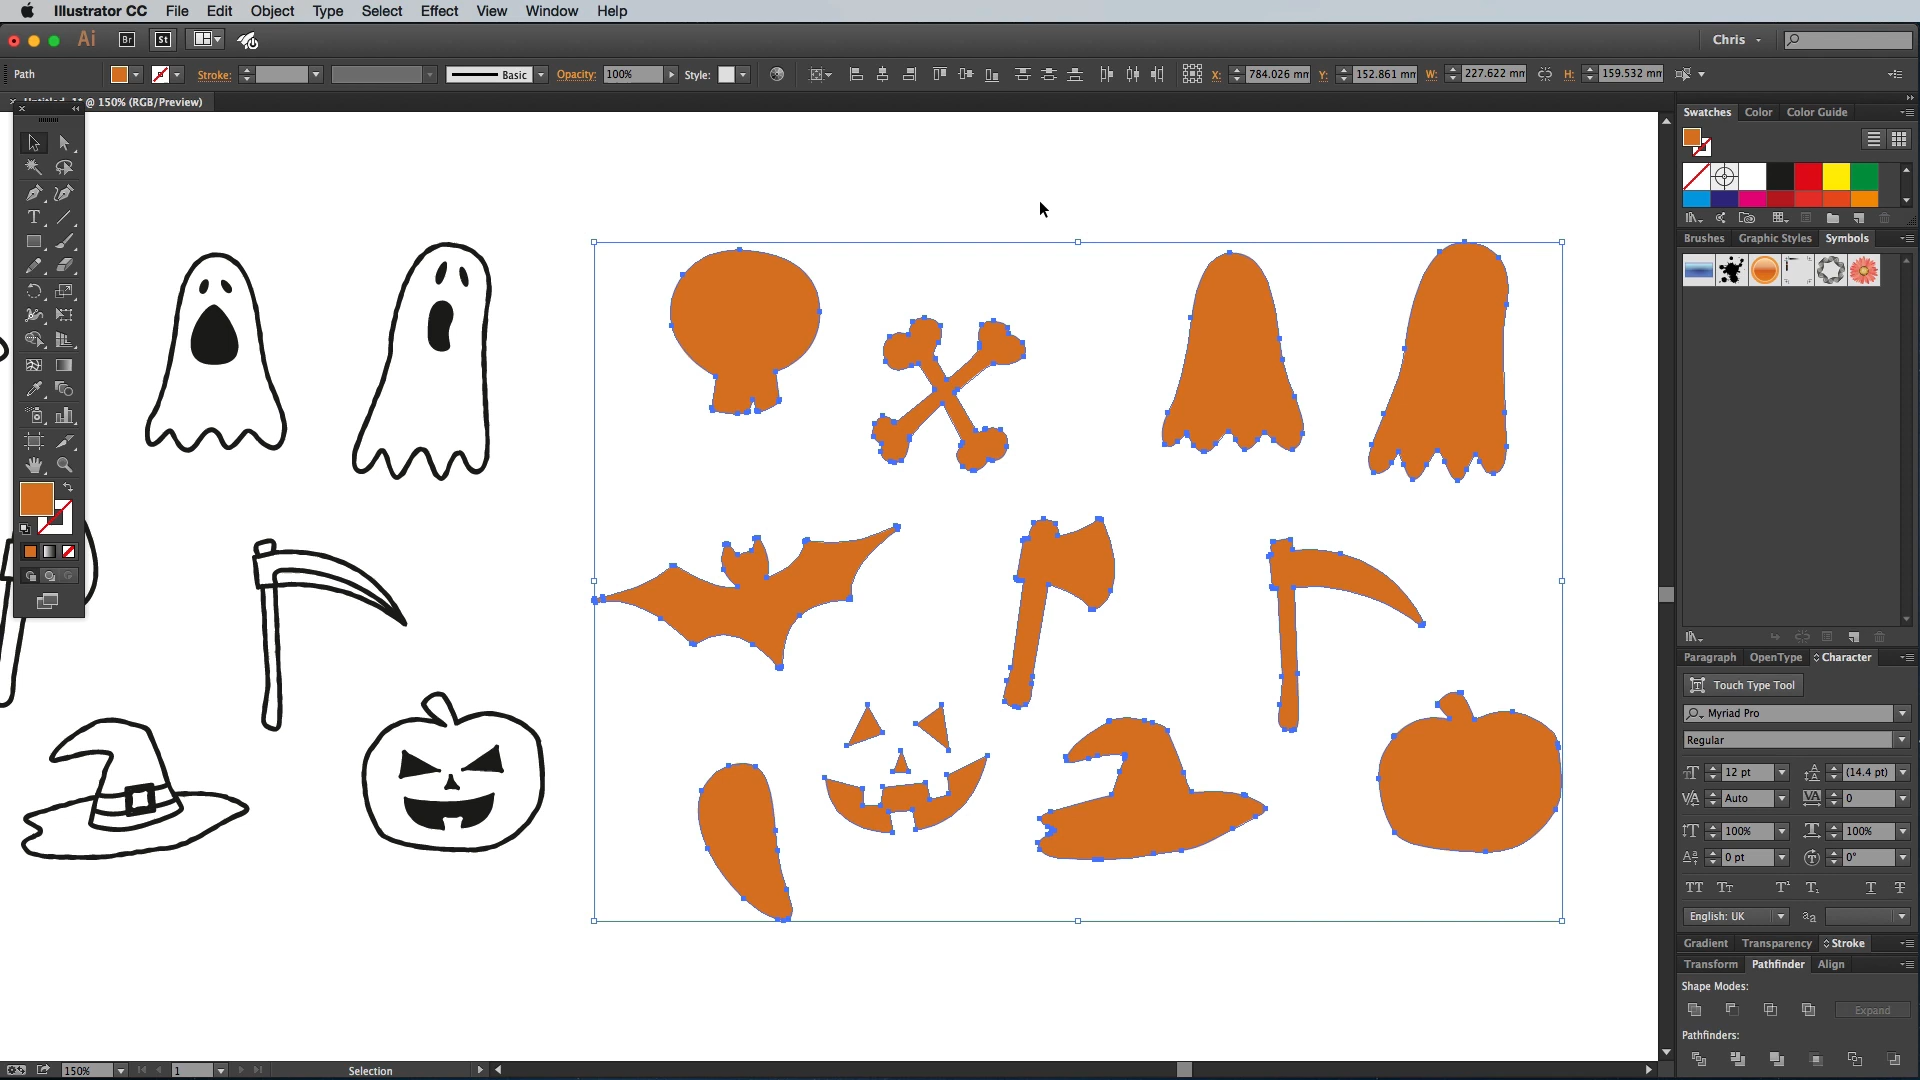 Illustrator CC File Edit Object Type Select Effect View Window Help
Ai Br St Chris
Path Stroke: Basic Opacity: 100% Style: X: 784.026 mm Y: 152.861 mm W: 227.622 mm H: 159.532 mm
@ 150% (RGB/Preview)
Swatches Color Color Guide
Brushes Graphic Styles Symbols
Paragraph OpenType Character
Touch Type Tool
Myriad Pro
Regular
12 pt (14.4 pt)
Auto 0
100% 100%
0 pt 0°
English: UK
Gradient Transparency Stroke
Transform Pathfinder Align
Shape Modes:
Expand
Pathfinders:
150% 1 Selection